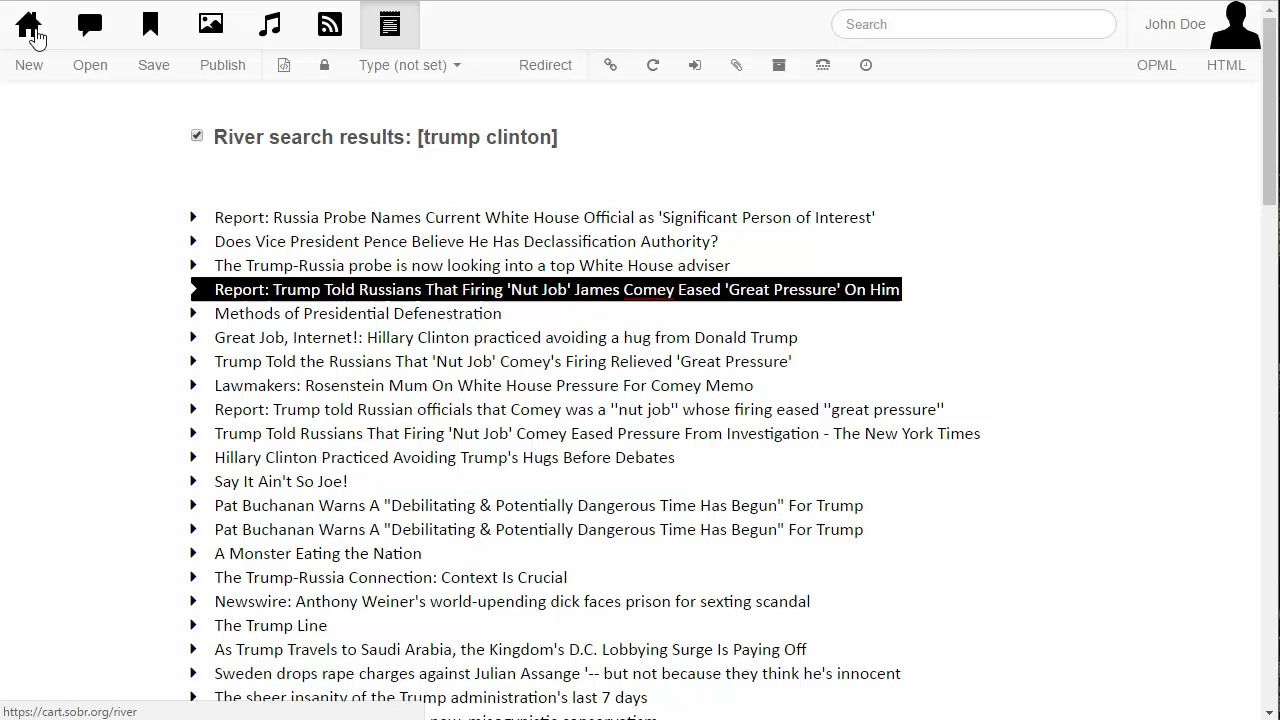 Search
John Doe
New Open Save Publish Type (not set) Redirect OPML HTML
River search results: [trump clinton]
Report: Russia Probe Names Current White House Official as 'Significant Person of Interest'
Does Vice President Pence Believe He Has Declassification Authority?
The Trump-Russia probe is now looking into a top White House adviser
Report: Trump Told Russians That Firing 'Nut Job' James Comey Eased 'Great Pressure' On Him
Methods of Presidential Defenestration
Great Job, Internet!: Hillary Clinton practiced avoiding a hug from Donald Trump
Trump Told the Russians That 'Nut Job' Comey's Firing Relieved 'Great Pressure'
Lawmakers: Rosenstein Mum On White House Pressure For Comey Memo
Report: Trump told Russian officials that Comey was a ''nut job'' whose firing eased ''great pressure''
Trump Told Russians That Firing 'Nut Job' Comey Eased Pressure From Investigation - The New York Times
Hillary Clinton Practiced Avoiding Trump's Hugs Before Debates
Say It Ain't So Joe!
Pat Buchanan Warns A "Debilitating & Potentially Dangerous Time Has Begun" For Trump
Pat Buchanan Warns A "Debilitating & Potentially Dangerous Time Has Begun" For Trump
A Monster Eating the Nation
The Trump-Russia Connection: Context Is Crucial
Newswire: Anthony Weiner's world-upending dick faces prison for sexting scandal
The Trump Line
As Trump Travels to Saudi Arabia, the Kingdom's D.C. Lobbying Surge Is Paying Off
Sweden drops rape charges against Julian Assange '-- but not because they think he's innocent
The sheer insanity of the Trump administration's last 7 days
https://cart.sobr.org/river